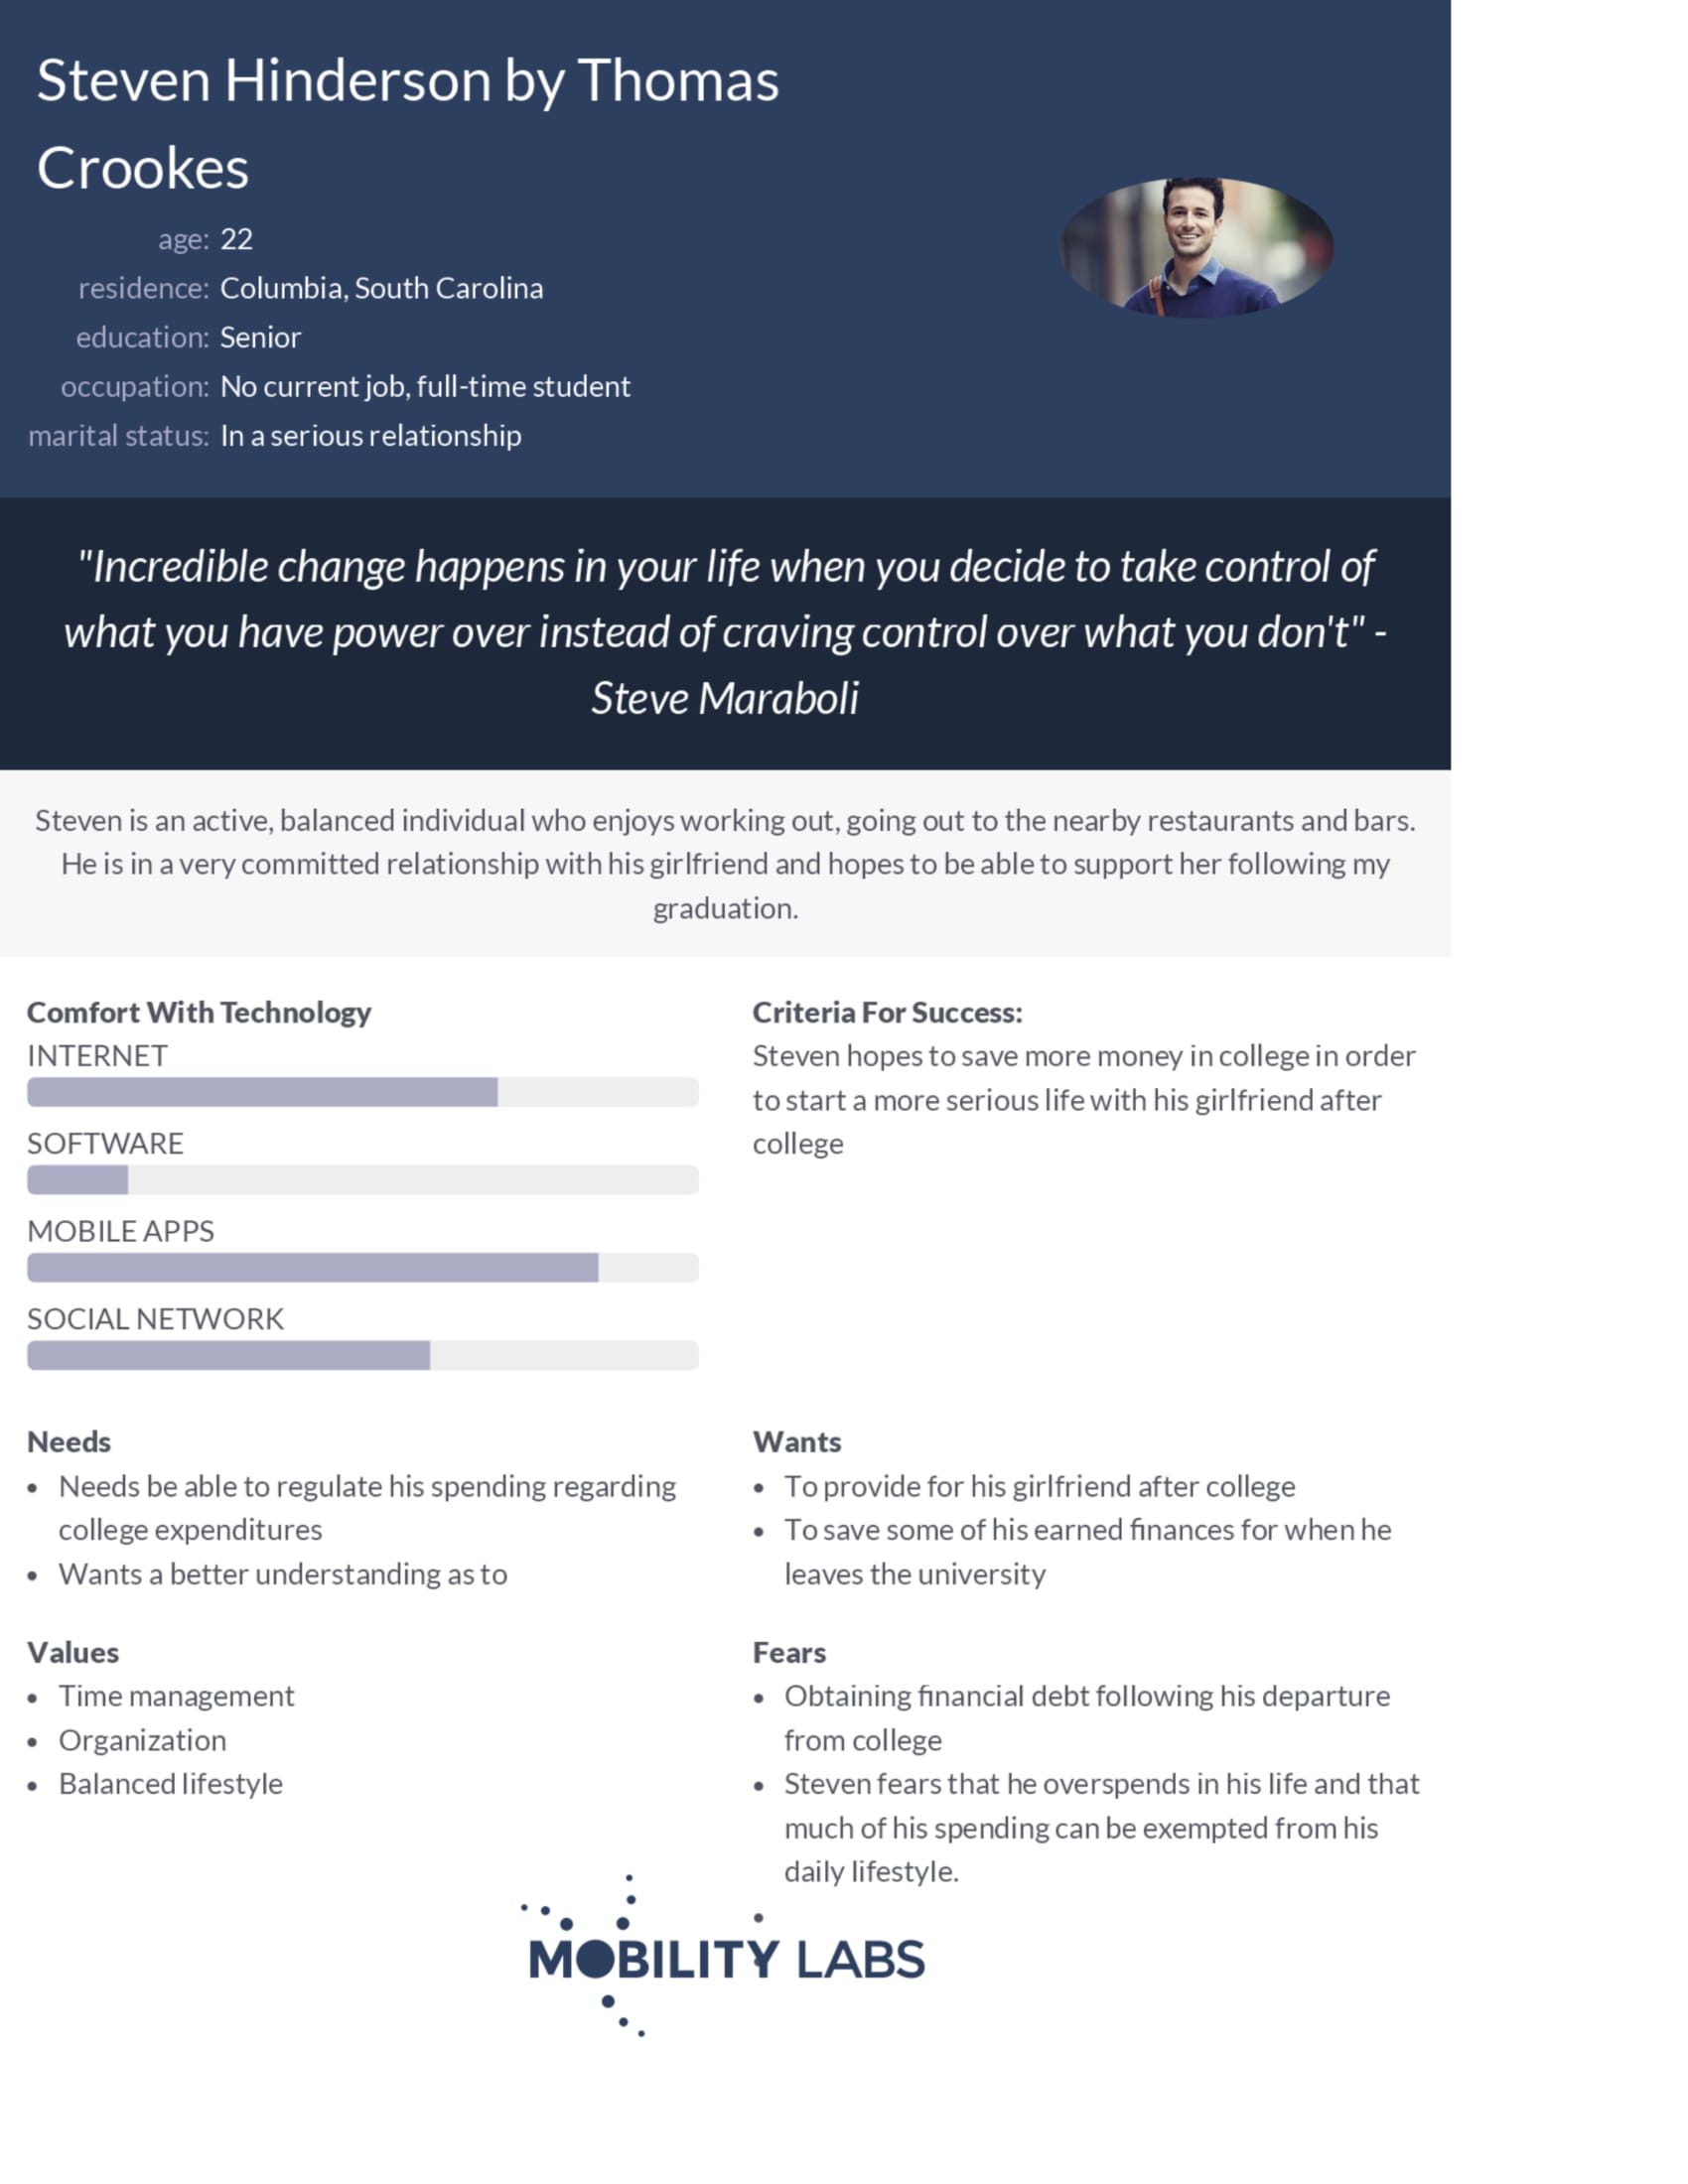 Steven Hinderson by Thomas
Crookes
age: 22
residence: Columbia, South Carolina
education: Senior
occupation: No current job, full-time student
marital status: In a serious relationship
"Incredible change happens in your life when you decide to take control of
what you have power over instead of craving control over what you don't" -
Steve Maraboli
Steven is an active, balanced individual who enjoys working out, going out to the nearby restaurants and bars.
He is in a very committed relationship with his girlfriend and hopes to be able to support her following my
graduation.
Comfort With Technology
INTERNET
SOFTWARE
MOBILE APPS
SOCIAL NETWORK
Criteria For Success:
Steven hopes to save more money in college in order
to start a more serious life with his girlfriend after
college
Needs
• Needs be able to regulate his spending regarding
college expenditures
• Wants a better understanding as to
Wants
• To provide for his girlfriend after college
• To save some of his earned finances for when he
leaves the university
Values
• Time management
• Organization
• Balanced lifestyle
Fears
• Obtaining financial debt following his departure
from college
• Steven fears that he overspends in his life and that
much of his spending can be exempted from his
daily lifestyle.
•
MOBILITY LABS